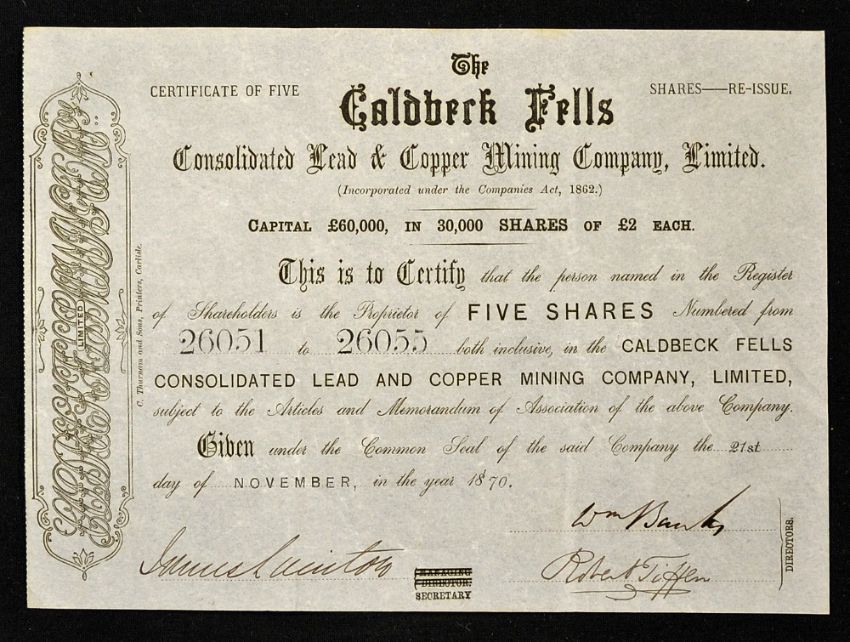 CERTIFICATE OF FIVE
The
SHARES——RE-ISSUE.
Caldbeck Fells
Consolidated Lead & Copper Mining Company, Limited.
(Incorporated under the Companies Act, 1862.)
CAPITAL £60,000, IN 30,000 SHARES OF £2 EACH.
This is to Certify that the person named in the Register
of Shareholders is the Proprietor of FIVE SHARES Numbered from
26051 to 26055 both inclusive, in the CALDBECK FELLS
CONSOLIDATED LEAD AND COPPER MINING COMPANY, LIMITED,
subject to the Articles and Memorandum of Association of the above Company.
Given under the Common Seal of the said Company the 21st
day of NOVEMBER, in the year 1870.
Wm Banks
Robert Tiffen
DIRECTORS.
James
MANAGING
DIRECTOR.
SECRETARY
LIMITED
C. Thurnam and Sons, Printers, Carlisle.